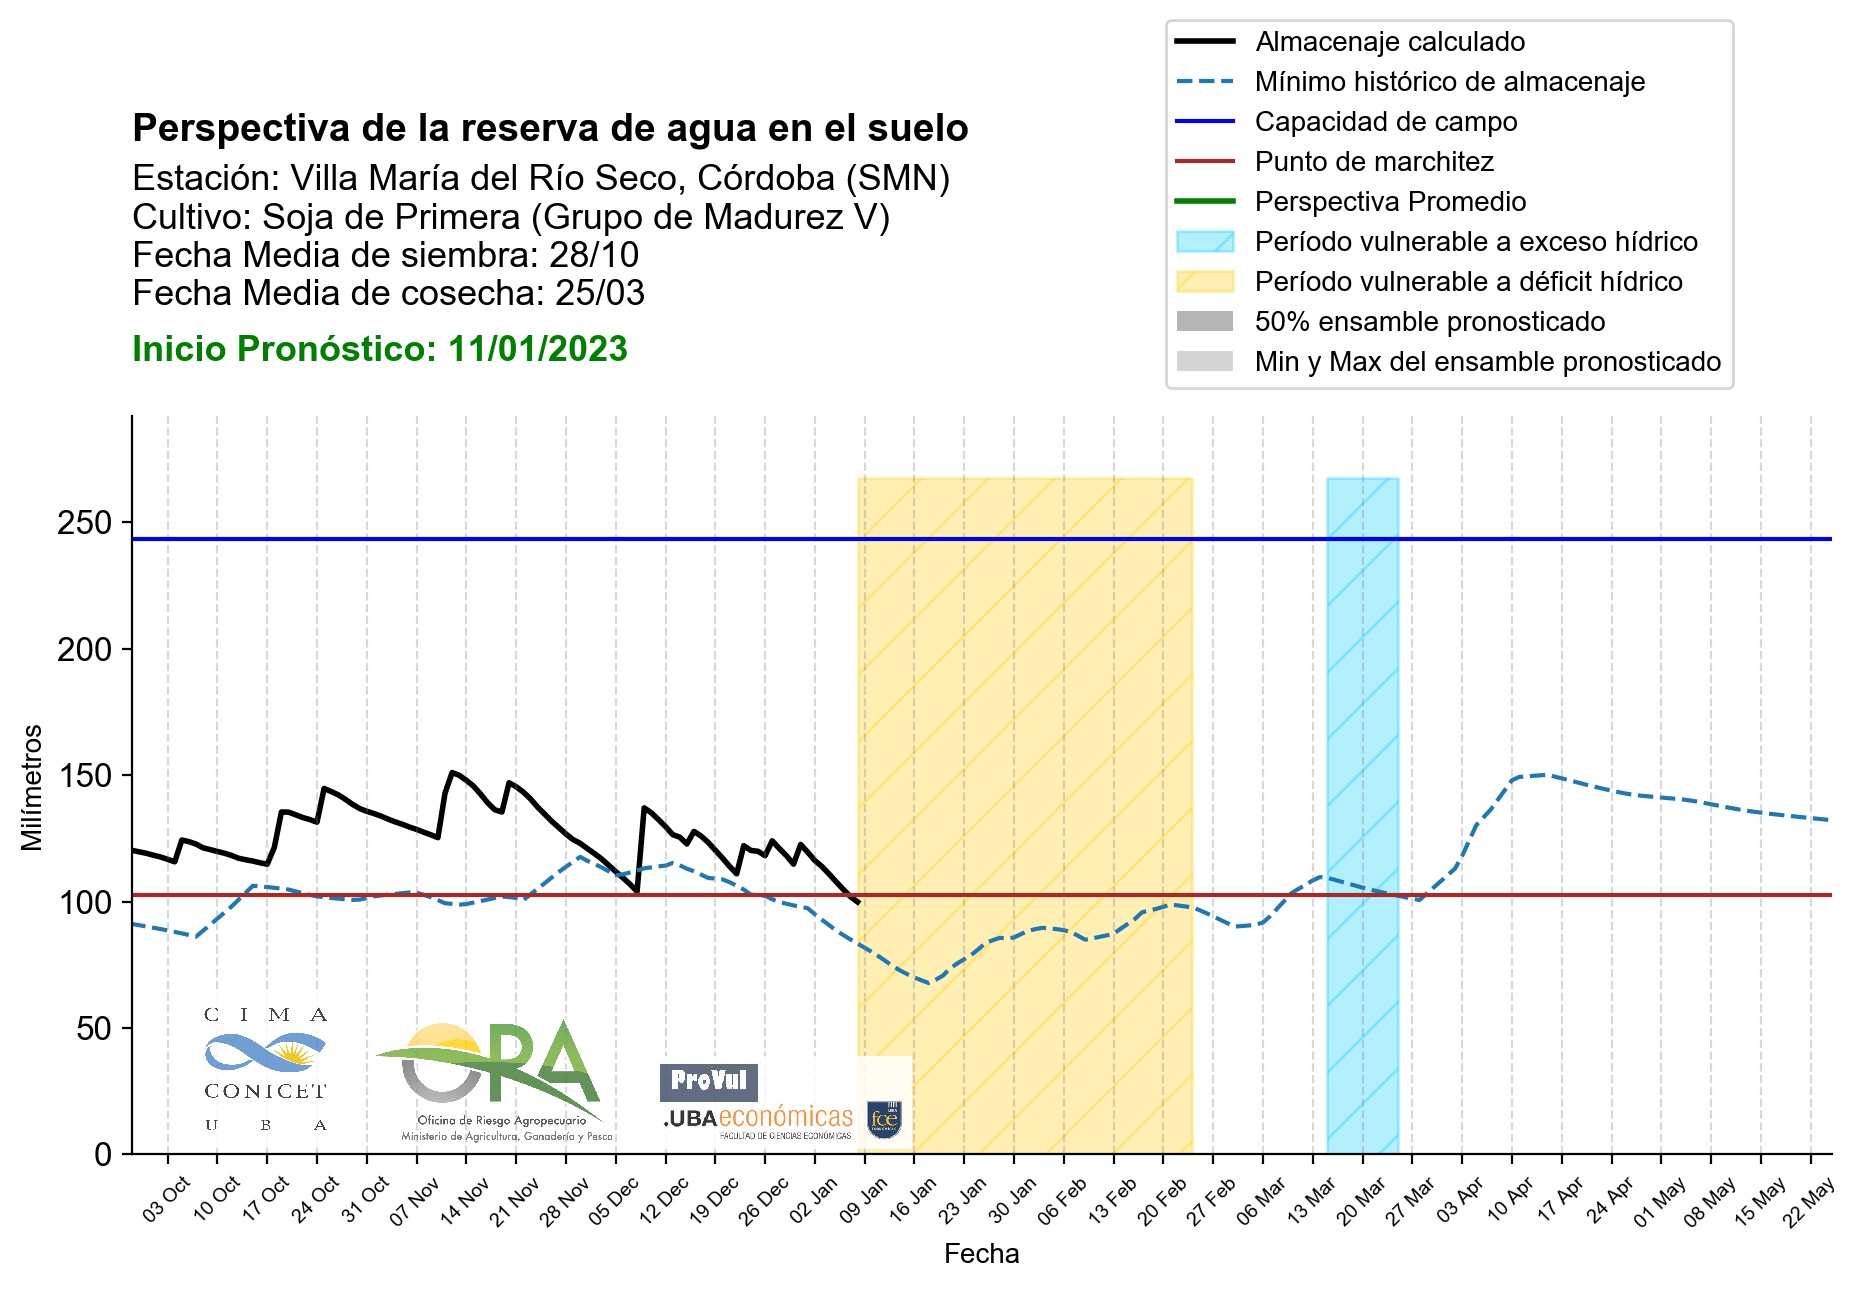 Almacenaje calculado
Mínimo histórico de almacenaje
Capacidad de campo
Punto de marchitez
Perspectiva Promedio
Período vulnerable a exceso hídrico
Período vulnerable a déficit hídrico
50% ensamble pronosticado
Min y Max del ensamble pronosticado
Perspectiva de la reserva de agua en el suelo
Estación: Villa María del Río Seco, Córdoba (SMN)
Cultivo: Soja de Primera (Grupo de Madurez V)
Fecha Media de siembra: 28/10
Fecha Media de cosecha: 25/03
Inicio Pronóstico: 11/01/2023
250
200
150
100
50
0
Milímetros
CIMA
CONICET
UBA
ORA
Oficina de Riesgo Agropecuario
Ministerio de Agricultura, Ganadería y Pesca
ProVul
.UBAeconómicas
FACULTAD DE CIENCIAS ECONÓMICAS
fce
03 Oct
10 Oct
17 Oct
24 Oct
31 Oct
07 Nov
14 Nov
21 Nov
28 Nov
05 Dec
12 Dec
19 Dec
26 Dec
02 Jan
09 Jan
16 Jan
23 Jan
30 Jan
06 Feb
13 Feb
20 Feb
27 Feb
06 Mar
13 Mar
20 Mar
27 Mar
03 Apr
10 Apr
17 Apr
24 Apr
01 May
08 May
15 May
22 May
Fecha